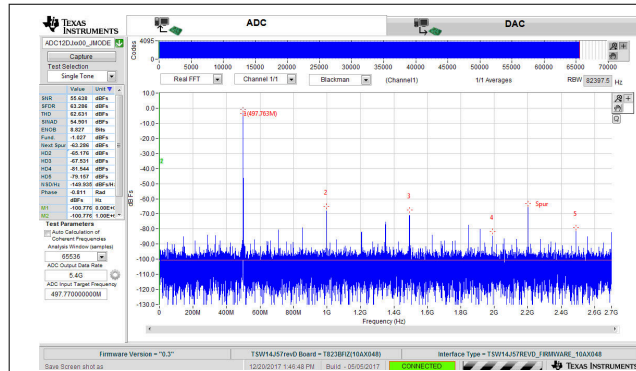 TEXAS INSTRUMENTS
ADC
DAC
ADC12DJxx00_JMODE
Capture
Test Selection
Single Tone
Value Unit
SNR 55.638 dBFs
SFDR 63.286 dBFs
THD 62.631 dBFs
SINAD 54.901 dBFs
ENOB 8.827 Bits
Fund. -1.027 dBFs
Next Spur -63.286 dBFs
HD2 -65.176 dBFs
HD3 -67.931 dBFs
HD4 -81.544 dBFs
HD5 -79.157 dBFs
NSD/Hz -149.835 dBFs/H
Phase -0.811 Rad
dBFs Hz
M1 -100.776 0.00E+
M2 -100.776 1.00E+
Test Parameters
Auto Calculation of
Coherent Frequencies
Analysis Window (samples)
65536
ADC Output Data Rate
5.4G
ADC Input Target Frequency
497.770000000M
Codes
4095
0
0 5000 10000 15000 20000 25000 30000 35000 40000 45000 50000 55000 60000 65000 70000
Real FFT Channel 1/1 Blackman (Channel1) 1/1 Averages RBW 82397.5 Hz
10.0
0.0
-10.0
-20.0
-30.0
-40.0
-50.0
-60.0
-70.0
-80.0
-90.0
-100.0
-110.0
-120.0
-130.0
dBFs
(497.763M)
2
3
4
Spur
5
0 200M 400M 600M 800M 1G 1.2G 1.4G 1.6G 1.8G 2G 2.2G 2.4G 2.6G 2.7G
Frequency (Hz)
Firmware Version = "0.3"
TSW14J57revD Board = T823BFIZ(10AX048)
Interface Type = TSW14J57REVD_FIRMWARE_10AX048
Save Screen shot as
12/20/2017 1:46:48 PM
Build - 05/05/2017
CONNECTED
TEXAS INSTRUMENTS